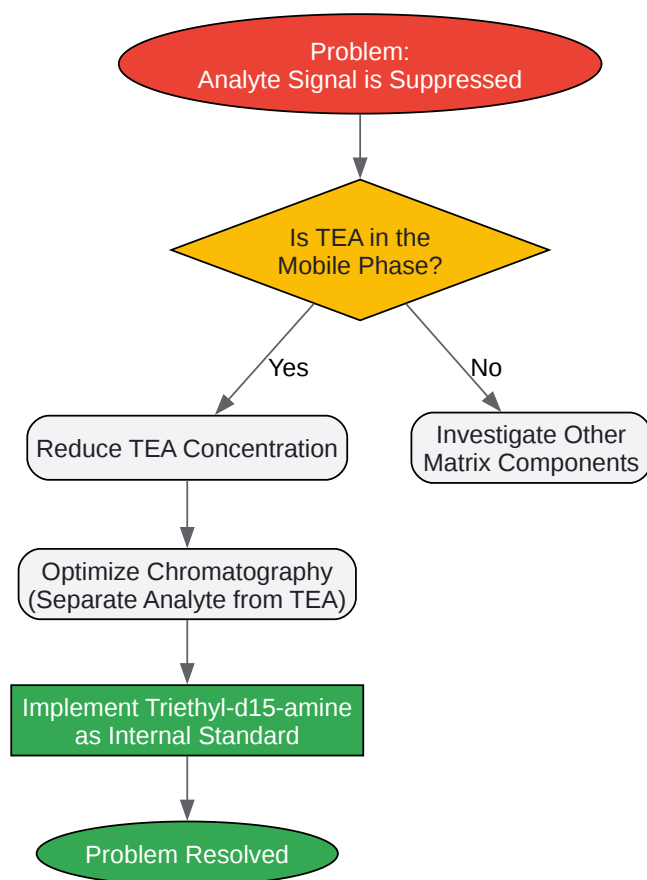 Problem:
Analyte Signal is Suppressed
Is TEA in the
Mobile Phase?
Yes
No
Reduce TEA Concentration
Investigate Other
Matrix Components
Optimize Chromatography
(Separate Analyte from TEA)
Implement Triethyl-d15-amine
as Internal Standard
Problem Resolved